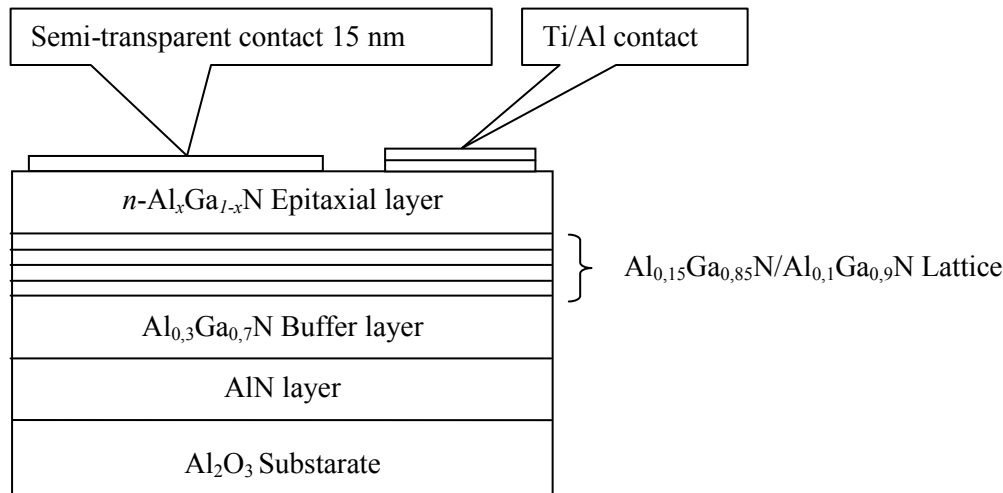 Semi-transparent contact 15 nm
Ti/Al contact
n-AlxGa1-xN Epitaxial layer
Al0,15Ga0,85N/Al0,1Ga0,9N Lattice
Al0,3Ga0,7N Buffer layer
AlN layer
Al2O3 Substarate